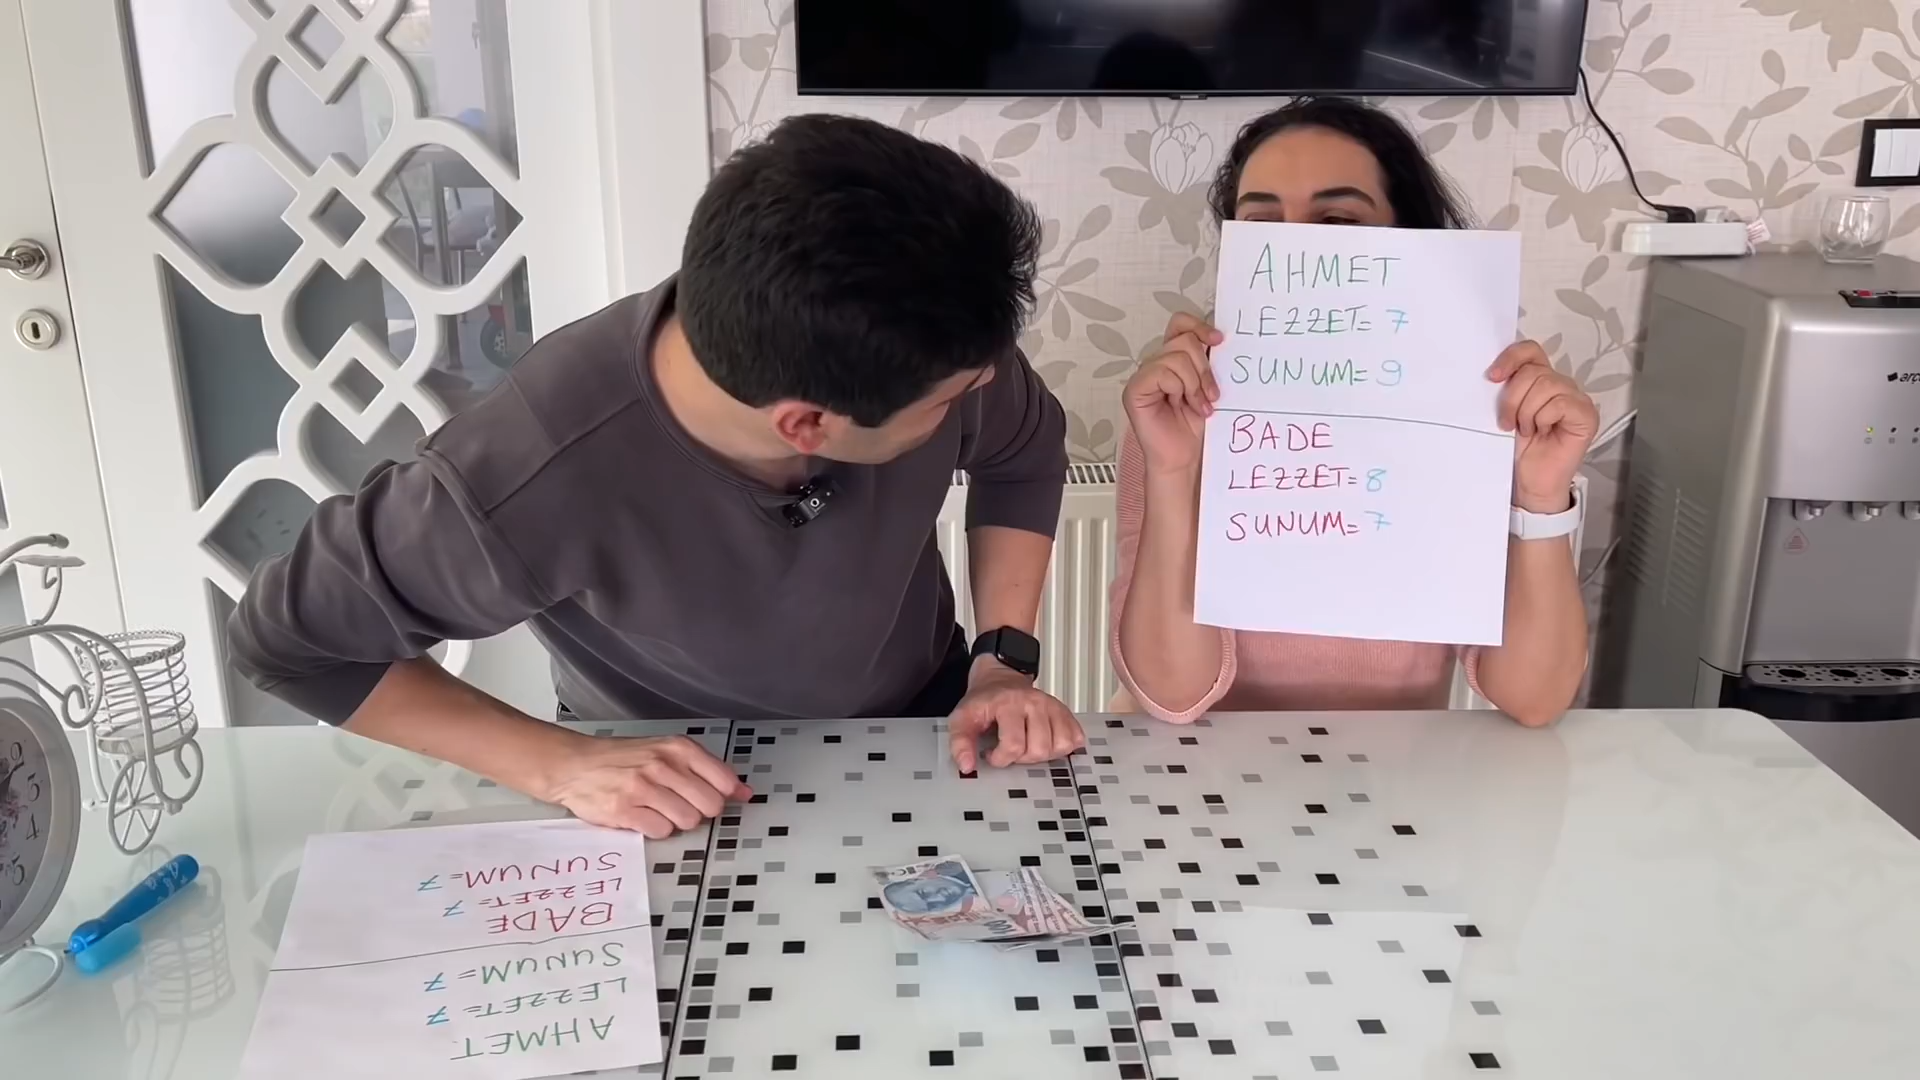 AHMET
LEZZET= 7
SUNUM= 9
BADE
LEZZET= 8
SUNUM= 7
AHMET
LEZZET= 7
SUNUM= 7
BADE
LEZZET= 7
SUNUM= 7